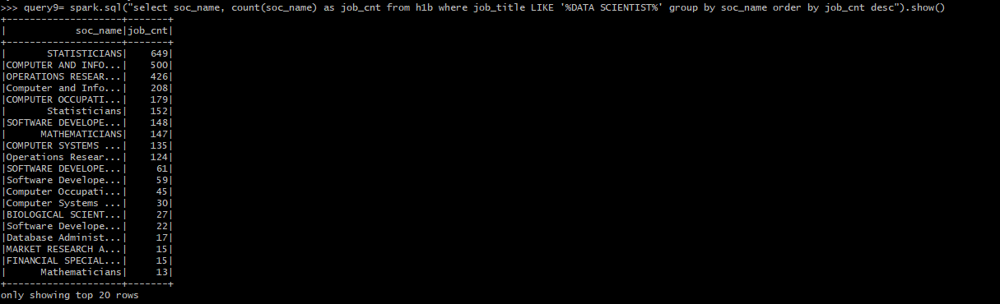 >>> query9= spark.sql("select soc_name, count(soc_name) as job_cnt from h1b where job_title LIKE '%DATA SCIENTIST%' group by soc_name order by job_cnt desc").show()
+--------------------+-------+
|            soc_name|job_cnt|
+--------------------+-------+
|       STATISTICIANS|    649|
|COMPUTER AND INFO...|    500|
|OPERATIONS RESEAR...|    426|
|Computer and Info...|    208|
|COMPUTER OCCUPATI...|    179|
|       Statisticians|    152|
|SOFTWARE DEVELOPE...|    148|
|      MATHEMATICIANS|    147|
|COMPUTER SYSTEMS ...|    135|
|Operations Resear...|    124|
|SOFTWARE DEVELOPE...|     61|
|Software Develope...|     59|
|Computer Occupati...|     45|
|Computer Systems ...|     30|
|BIOLOGICAL SCIENT...|     27|
|Software Develope...|     22|
|Database Administ...|     17|
|MARKET RESEARCH A...|     15|
|FINANCIAL SPECIAL...|     15|
|      Mathematicians|     13|
+--------------------+-------+
only showing top 20 rows